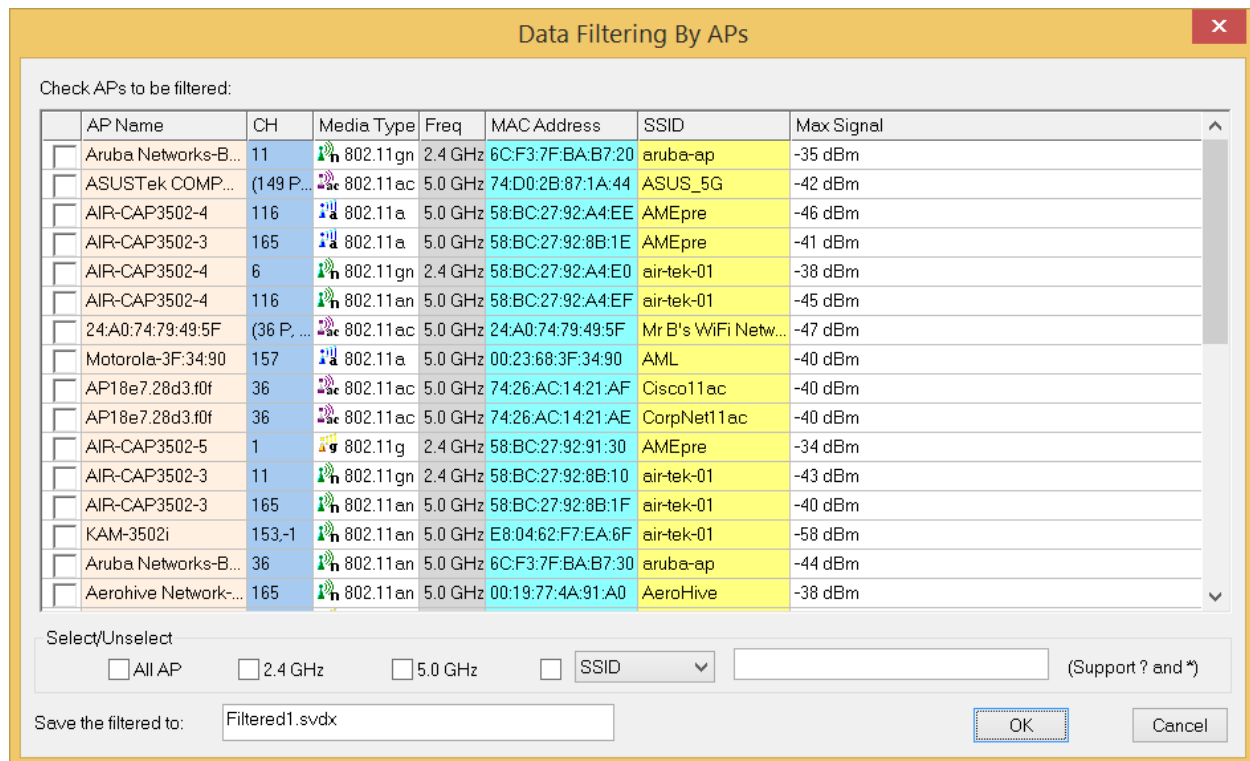 Data Filtering By APs
Check APs to be filtered:
AP Name CH Media Type Freq MAC Address SSID Max Signal
Aruba Networks-B... 11 802.11gn 2.4 GHz 6C:F3:7F:BA:B7:20 aruba-ap -35 dBm
ASUSTek COMP... (149 P... 802.11ac 5.0 GHz 74:D0:2B:87:1A:44 ASUS_5G -42 dBm
AIR-CAP3502-4 116 802.11a 5.0 GHz 58:BC:27:92:A4:EE AMEpre -46 dBm
AIR-CAP3502-3 165 802.11a 5.0 GHz 58:BC:27:92:8B:1E AMEpre -41 dBm
AIR-CAP3502-4 6 802.11gn 2.4 GHz 58:BC:27:92:A4:E0 air-tek-01 -38 dBm
AIR-CAP3502-4 116 802.11an 5.0 GHz 58:BC:27:92:A4:EF air-tek-01 -45 dBm
24:A0:74:79:49:5F (36 P, ... 802.11ac 5.0 GHz 24:A0:74:79:49:5F Mr B's WiFi Netw... -47 dBm
Motorola-3F:34:90 157 802.11a 5.0 GHz 00:23:68:3F:34:90 AML -40 dBm
AP18e7.28d3.f0f 36 802.11ac 5.0 GHz 74:26:AC:14:21:AF Cisco11ac -40 dBm
AP18e7.28d3.f0f 36 802.11ac 5.0 GHz 74:26:AC:14:21:AE CorpNet11ac -40 dBm
AIR-CAP3502-5 1 802.11g 2.4 GHz 58:BC:27:92:91:30 AMEpre -34 dBm
AIR-CAP3502-3 11 802.11gn 2.4 GHz 58:BC:27:92:8B:10 air-tek-01 -43 dBm
AIR-CAP3502-3 165 802.11an 5.0 GHz 58:BC:27:92:8B:1F air-tek-01 -40 dBm
KAM-3502i 153,-1 802.11an 5.0 GHz E8:04:62:F7:EA:6F air-tek-01 -58 dBm
Aruba Networks-B... 36 802.11an 5.0 GHz 6C:F3:7F:BA:B7:30 aruba-ap -44 dBm
Aerohive Network-... 165 802.11an 5.0 GHz 00:19:77:4A:91:A0 AeroHive -38 dBm
Select/Unselect
All AP 2.4 GHz 5.0 GHz SSID (Support ? and *)
Save the filtered to: Filtered1.svdx OK Cancel